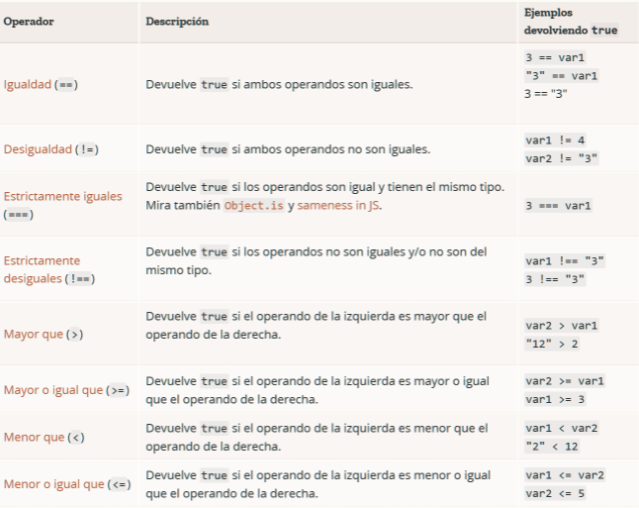 Operador Descripción Ejemplos
devolviendo true
Igualdad (==) Devuelve true si ambos operandos son iguales. 3 == var1
"3" == var1
3 == "3"
Desigualdad (!=) Devuelve true si ambos operandos no son iguales. var1 != 4
var2 != "3"
Estrictamente iguales
(===) Devuelve true si los operandos son igual y tienen el mismo tipo.
Mira también Object.is y sameness in JS. 3 === var1
Estrictamente
desiguales (!==) Devuelve true si los operandos no son iguales y/o no son del
mismo tipo. var1 !== "3"
3 !== "3"
Mayor que (>) Devuelve true si el operando de la izquierda es mayor que el
operando de la derecha. var2 > var1
"12" > 2
Mayor o igual que (>=) Devuelve true si el operando de la izquierda es mayor o igual
que el operando de la derecha. var2 >= var1
var1 >= 3
Menor que (<) Devuelve true si el operando de la izquierda es menor que el
operando de la derecha. var1 < var2
"2" < 12
Menor o igual que (<=) Devuelve true si el operando de la izquierda es menor o igual
que el operando de la derecha. var1 <= var2
var2 <= 5